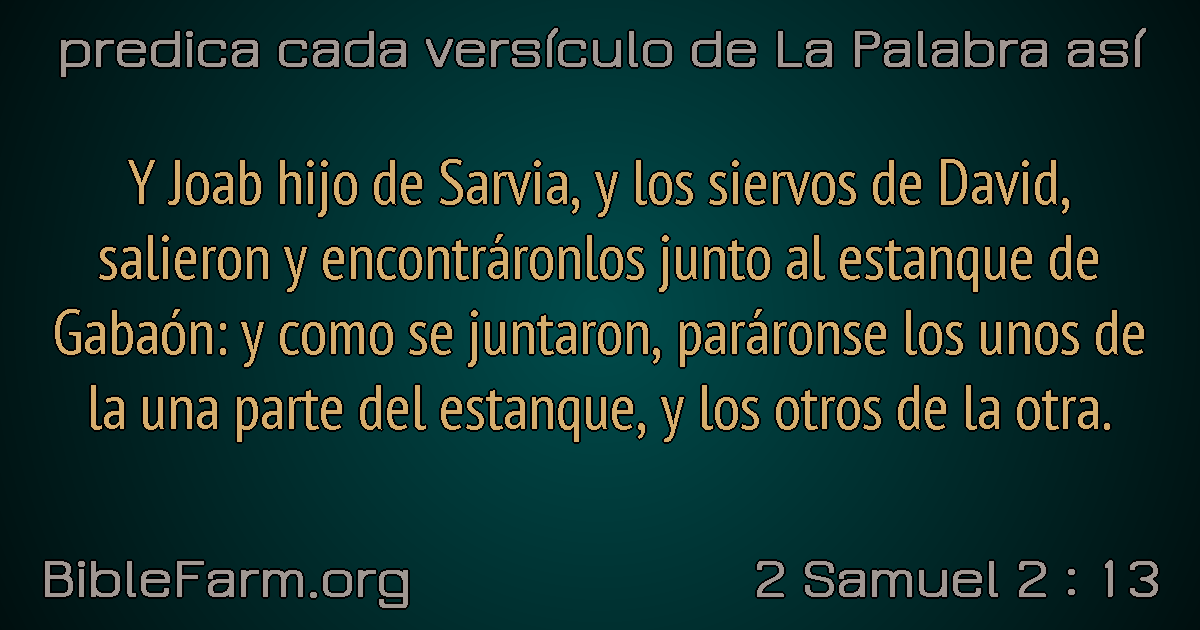 predica cada versículo de La Palabra así
Y Joab hijo de Sarvia, y los siervos de David,
salieron y encontráronlos junto al estanque de
Gabaón: y como se juntaron, paráronse los unos de
la una parte del estanque, y los otros de la otra.
BibleFarm.org
2 Samuel 2 : 13